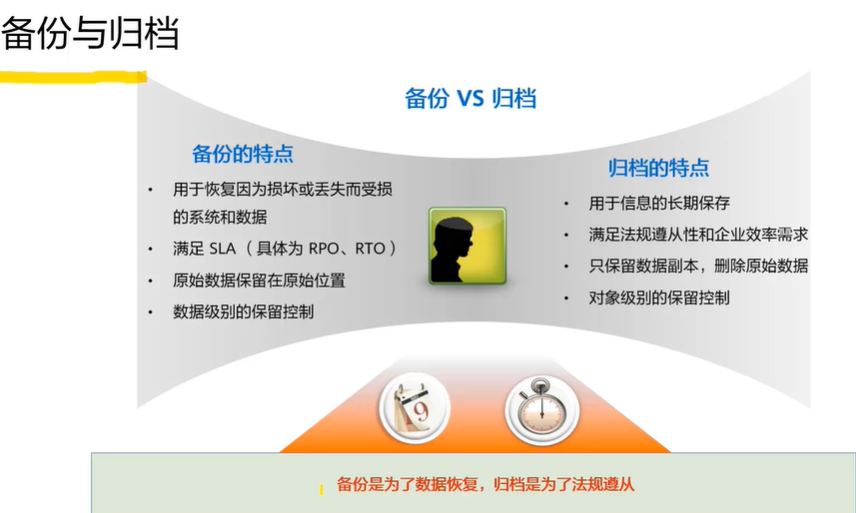 备份与归档
备份 VS 归档
备份的特点
• 用于恢复因为损坏或丢失而受损
的系统和数据
• 满足 SLA （ 具体为 RPO、RTO ）
• 原始数据保留在原始位置
• 数据级别的保留控制
归档的特点
• 用于信息的长期保存
• 满足法规遵从性和企业效率需求
• 只保留数据副本，删除原始数据
• 对象级别的保留控制
9
备份是为了数据恢复，归档是为了法规遵从